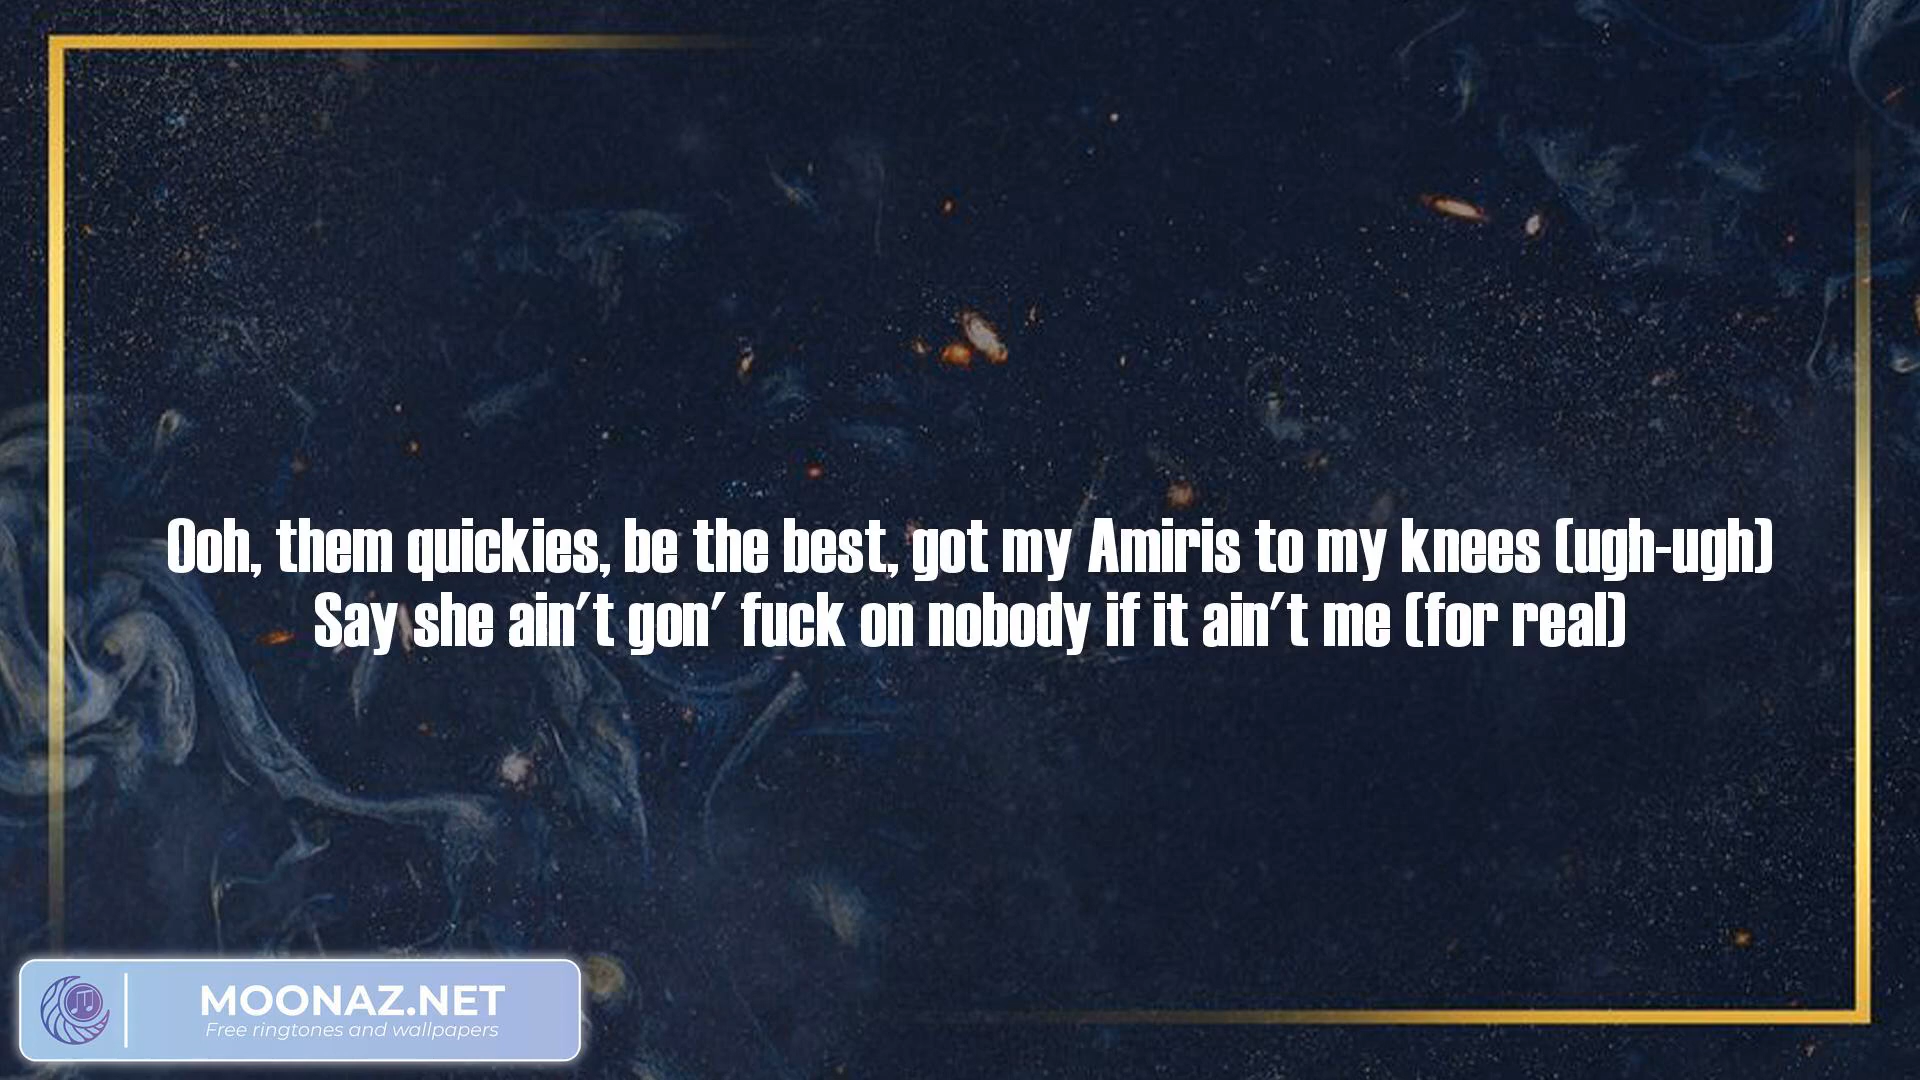 Ooh, them quickies, be the best, got my Amiris to my knees (ugh-ugh)
Say she ain't gon' fuck on nobody if it ain't me (for real)
MOONAZ.NET
Free ringtones and wallpapers